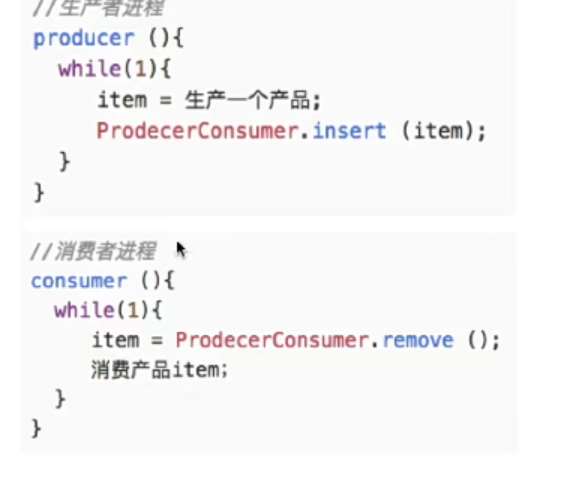 //生产者进程
producer (){
while(1){
item = 生产一个产品;
ProdecerConsumer.insert (item);
}
}
//消费者进程
consumer (){
while(1){
item = ProdecerConsumer.remove ();
消费产品item;
}
}